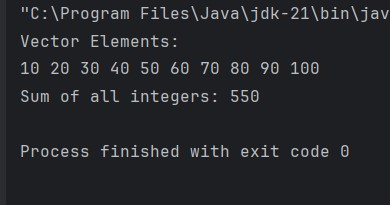 "C:\Program Files\Java\jdk-21\bin\jav
Vector Elements:
10 20 30 40 50 60 70 80 90 100
Sum of all integers: 550
Process finished with exit code 0